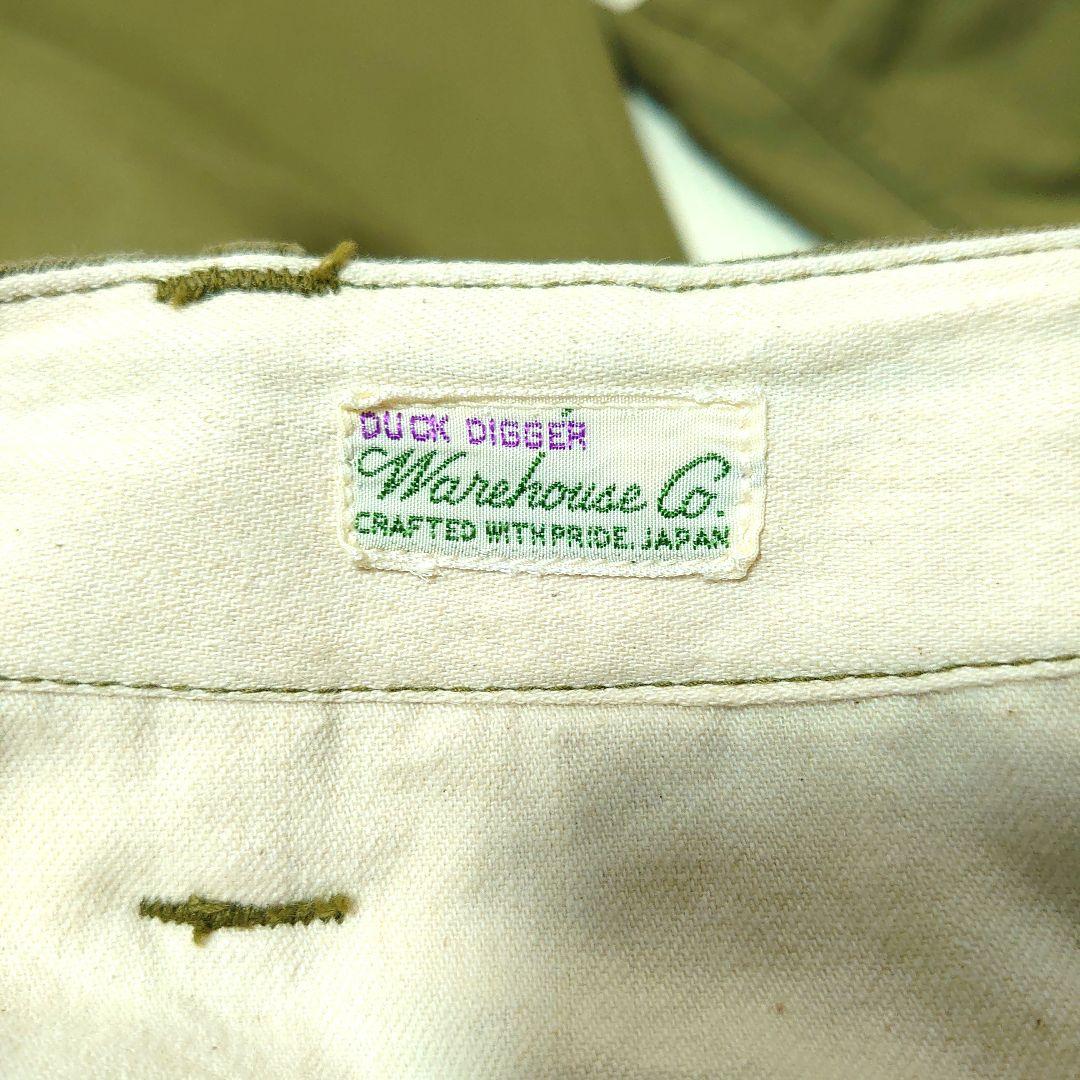 DUCK DIGGER
Warehouse Co.
CRAFTED WITH PRIDE. JAPAN